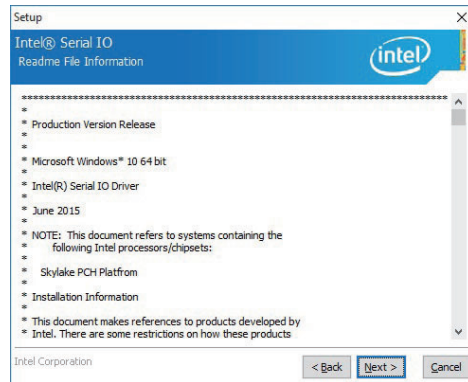 Setup
Intel® Serial IO
Readme File Information
intel
*******************************************************************************
*
* Production Version Release
*
*
* Microsoft Windows* 10 64 bit
*
* Intel(R) Serial IO Driver
*
* June 2015
*
* NOTE: This document refers to systems containing the
* following Intel processors/chipsets:
*
* Skylake PCH Platfrom
*
* Installation Information
*
* This document makes references to products developed by
* Intel. There are some restrictions on how these products
Intel Corporation
< Back Next > Cancel